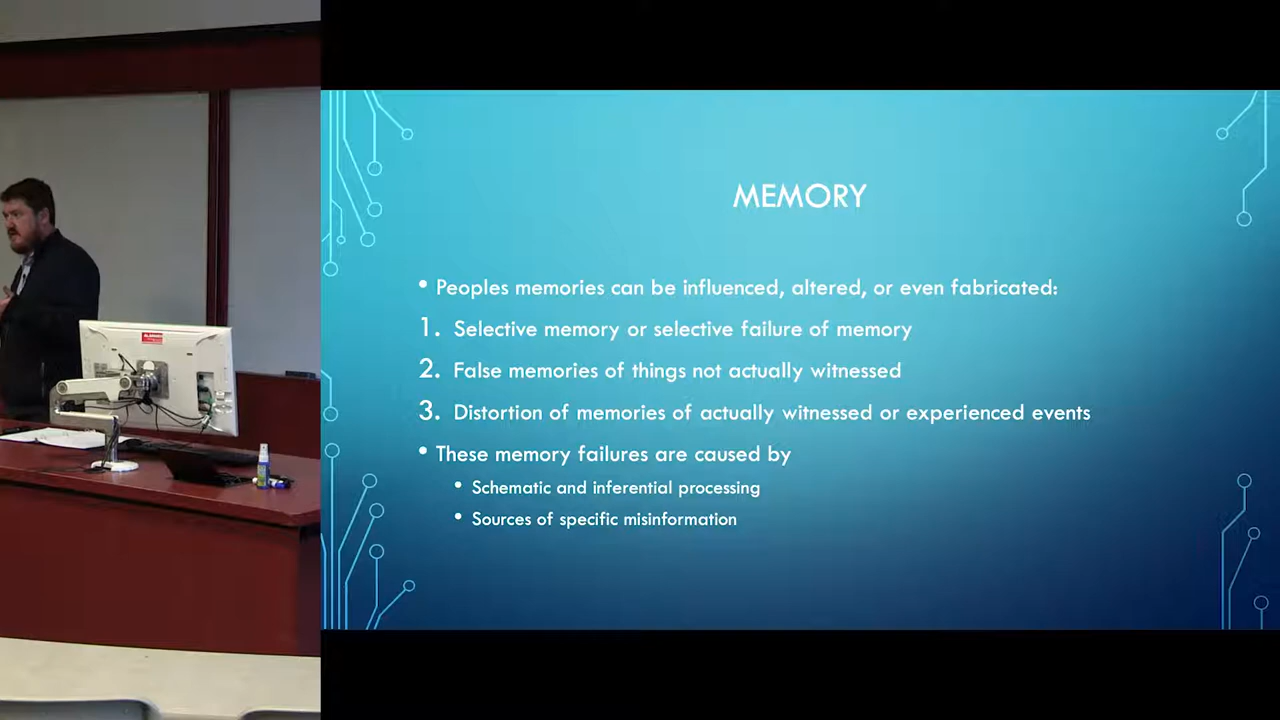 MEMORY
• Peoples memories can be influenced, altered, or even fabricated:
1. Selective memory or selective failure of memory
2. False memories of things not actually witnessed
3. Distortion of memories of actually witnessed or experienced events
• These memory failures are caused by
• Schematic and inferential processing
• Sources of specific misinformation